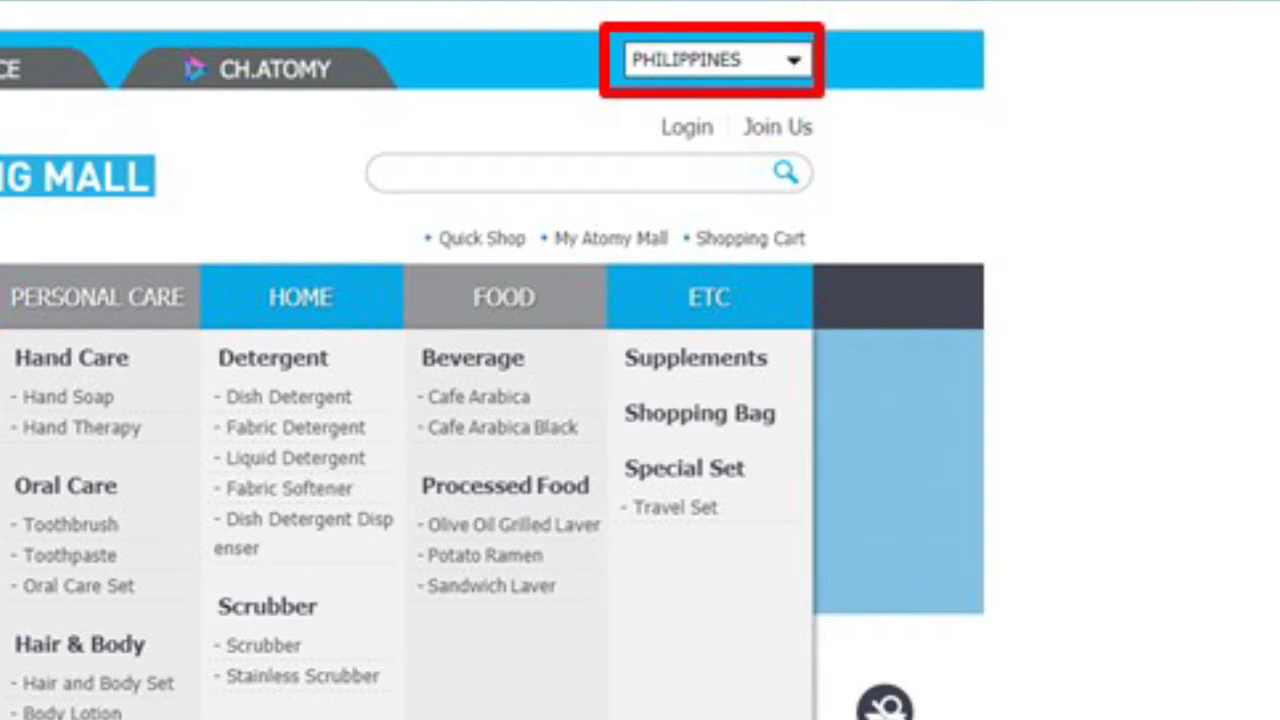 CE
CH.ATOMY
PHILIPPINES
Login Join Us
NG MALL
• Quick Shop • My Atomy Mall • Shopping Cart
PERSONAL CARE
Hand Care
- Hand Soap
- Hand Therapy
Oral Care
- Toothbrush
- Toothpaste
- Oral Care Set
Hair & Body
- Hair and Body Set
- Body Lotion
HOME
Detergent
- Dish Detergent
- Fabric Detergent
- Liquid Detergent
- Fabric Softener
- Dish Detergent Disp
enser
Scrubber
- Scrubber
- Stainless Scrubber
FOOD
Beverage
- Cafe Arabica
- Cafe Arabica Black
Processed Food
- Olive Oil Grilled Laver
- Potato Ramen
- Sandwich Laver
ETC
Supplements
Shopping Bag
Special Set
- Travel Set